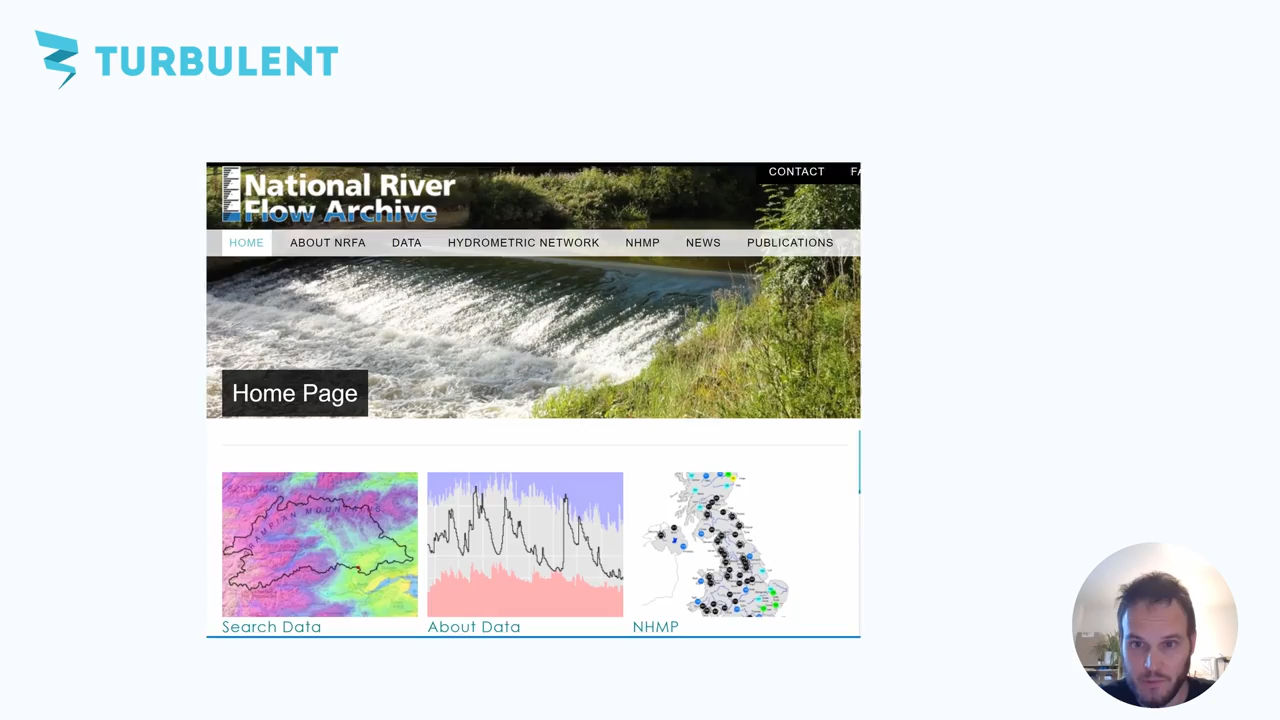 TURBULENT
CONTACT
National River
Flow Archive
HOME ABOUT NRFA DATA HYDROMETRIC NETWORK NHMP NEWS PUBLICATIONS
Home Page
Search Data
About Data
NHMP